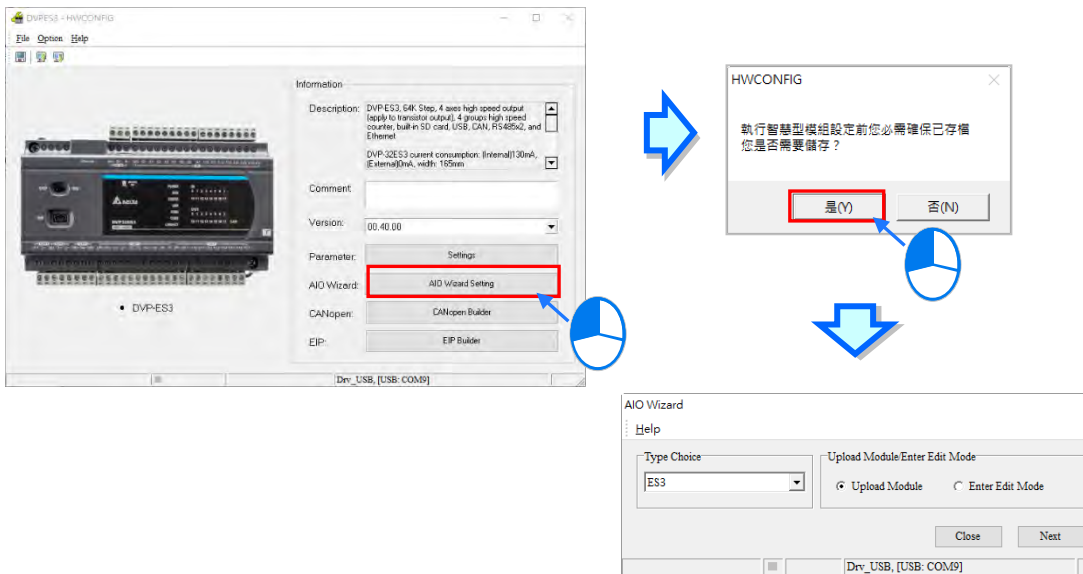 DVPES3 - HWCONFIG
File Option Help
Information
Description:
DVP-ES3, 64K Step, 4 axes high speed output
(apply to transistor output), 4 groups high speed
counter, built-in SD card, USB, CAN, RS485x2, and
Ethernet
DVP-32ES3 current consumption: (Internal)130mA,
(External)0mA, width: 165mm
Comment:
Version: 00.40.00
Parameter: Settings
AIO Wizard: AIO Wizard Setting
CANopen: CANopen Builder
EIP: EIP Builder
• DVP-ES3
Drv_USB, [USB: COM9]
HWCONFIG
執行智慧型模組設定前您必需確保已存檔
您是否需要儲存？
是(Y) 否(N)
AIO Wizard
Help
Type Choice
ES3
Upload Module/Enter Edit Mode
Upload Module Enter Edit Mode
Close Next
Drv_USB, [USB: COM9]